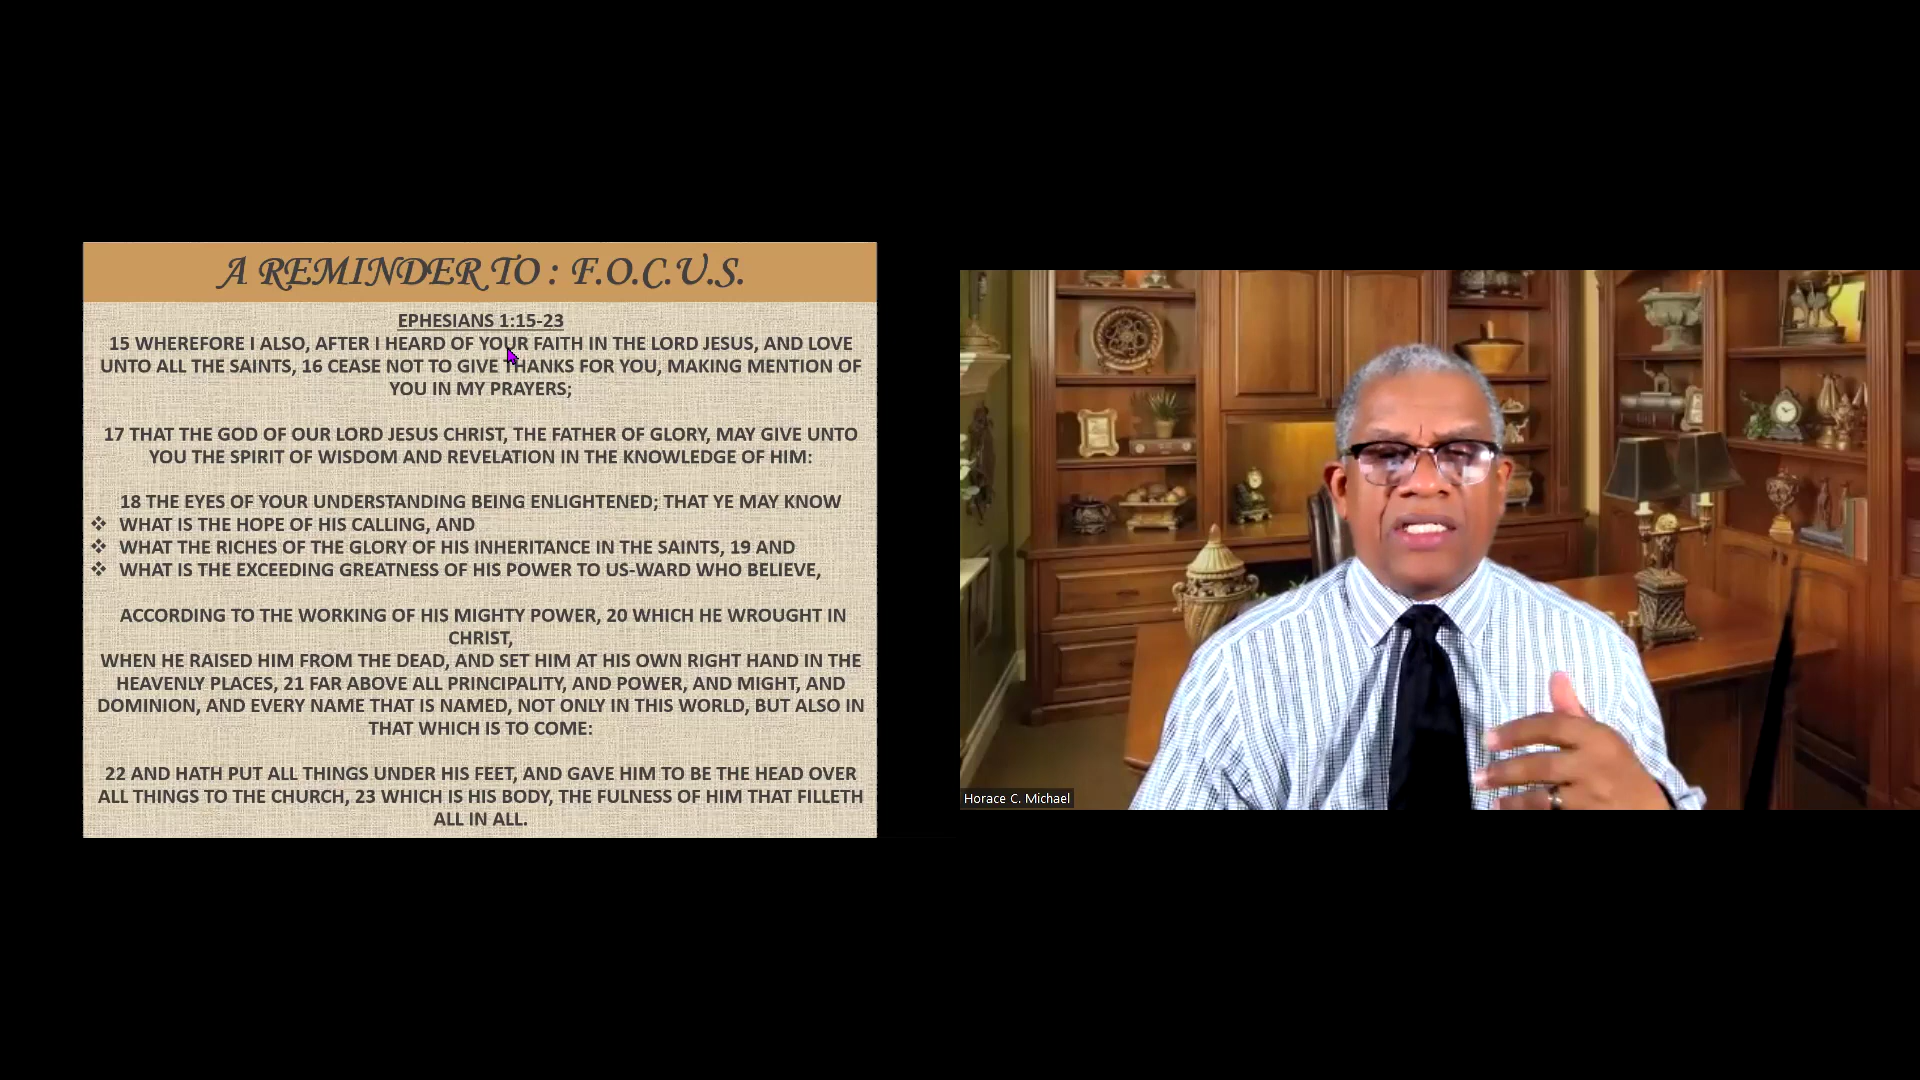 A REMINDER TO : F.O.C.U.S.
EPHESIANS 1:15-23
15 WHEREFORE I ALSO, AFTER I HEARD OF YOUR FAITH IN THE LORD JESUS, AND LOVE
UNTO ALL THE SAINTS, 16 CEASE NOT TO GIVE THANKS FOR YOU, MAKING MENTION OF
YOU IN MY PRAYERS;
17 THAT THE GOD OF OUR LORD JESUS CHRIST, THE FATHER OF GLORY, MAY GIVE UNTO
YOU THE SPIRIT OF WISDOM AND REVELATION IN THE KNOWLEDGE OF HIM:
18 THE EYES OF YOUR UNDERSTANDING BEING ENLIGHTENED; THAT YE MAY KNOW
❖ WHAT IS THE HOPE OF HIS CALLING, AND
❖ WHAT THE RICHES OF THE GLORY OF HIS INHERITANCE IN THE SAINTS, 19 AND
❖ WHAT IS THE EXCEEDING GREATNESS OF HIS POWER TO US-WARD WHO BELIEVE,
ACCORDING TO THE WORKING OF HIS MIGHTY POWER, 20 WHICH HE WROUGHT IN
CHRIST,
WHEN HE RAISED HIM FROM THE DEAD, AND SET HIM AT HIS OWN RIGHT HAND IN THE
HEAVENLY PLACES, 21 FAR ABOVE ALL PRINCIPALITY, AND POWER, AND MIGHT, AND
DOMINION, AND EVERY NAME THAT IS NAMED, NOT ONLY IN THIS WORLD, BUT ALSO IN
THAT WHICH IS TO COME:
22 AND HATH PUT ALL THINGS UNDER HIS FEET, AND GAVE HIM TO BE THE HEAD OVER
ALL THINGS TO THE CHURCH, 23 WHICH IS HIS BODY, THE FULNESS OF HIM THAT FILLETH
ALL IN ALL.
Horace C. Michael